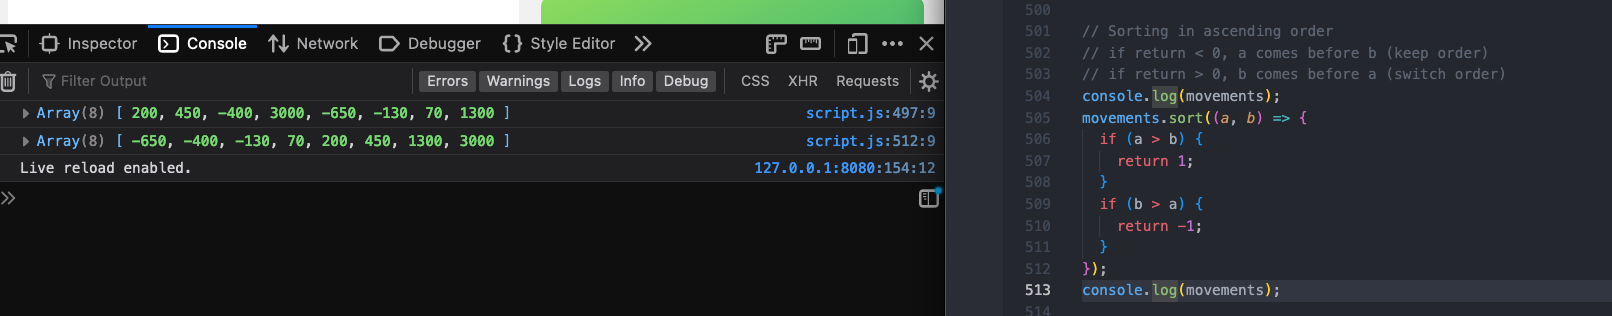 Inspector Console Network Debugger Style Editor
Filter Output Errors Warnings Logs Info Debug CSS XHR Requests
Array(8) [ 200, 450, -400, 3000, -650, -130, 70, 1300 ] script.js:497:9
Array(8) [ -650, -400, -130, 70, 200, 450, 1300, 3000 ] script.js:512:9
Live reload enabled. 127.0.0.1:8080:154:12
500
501 // Sorting in ascending order
502 // if return < 0, a comes before b (keep order)
503 // if return > 0, b comes before a (switch order)
504 console.log(movements);
505 movements.sort((a, b) => {
506 if (a > b) {
507 return 1;
508 }
509 if (b > a) {
510 return -1;
511 }
512 });
513 console.log(movements);
514